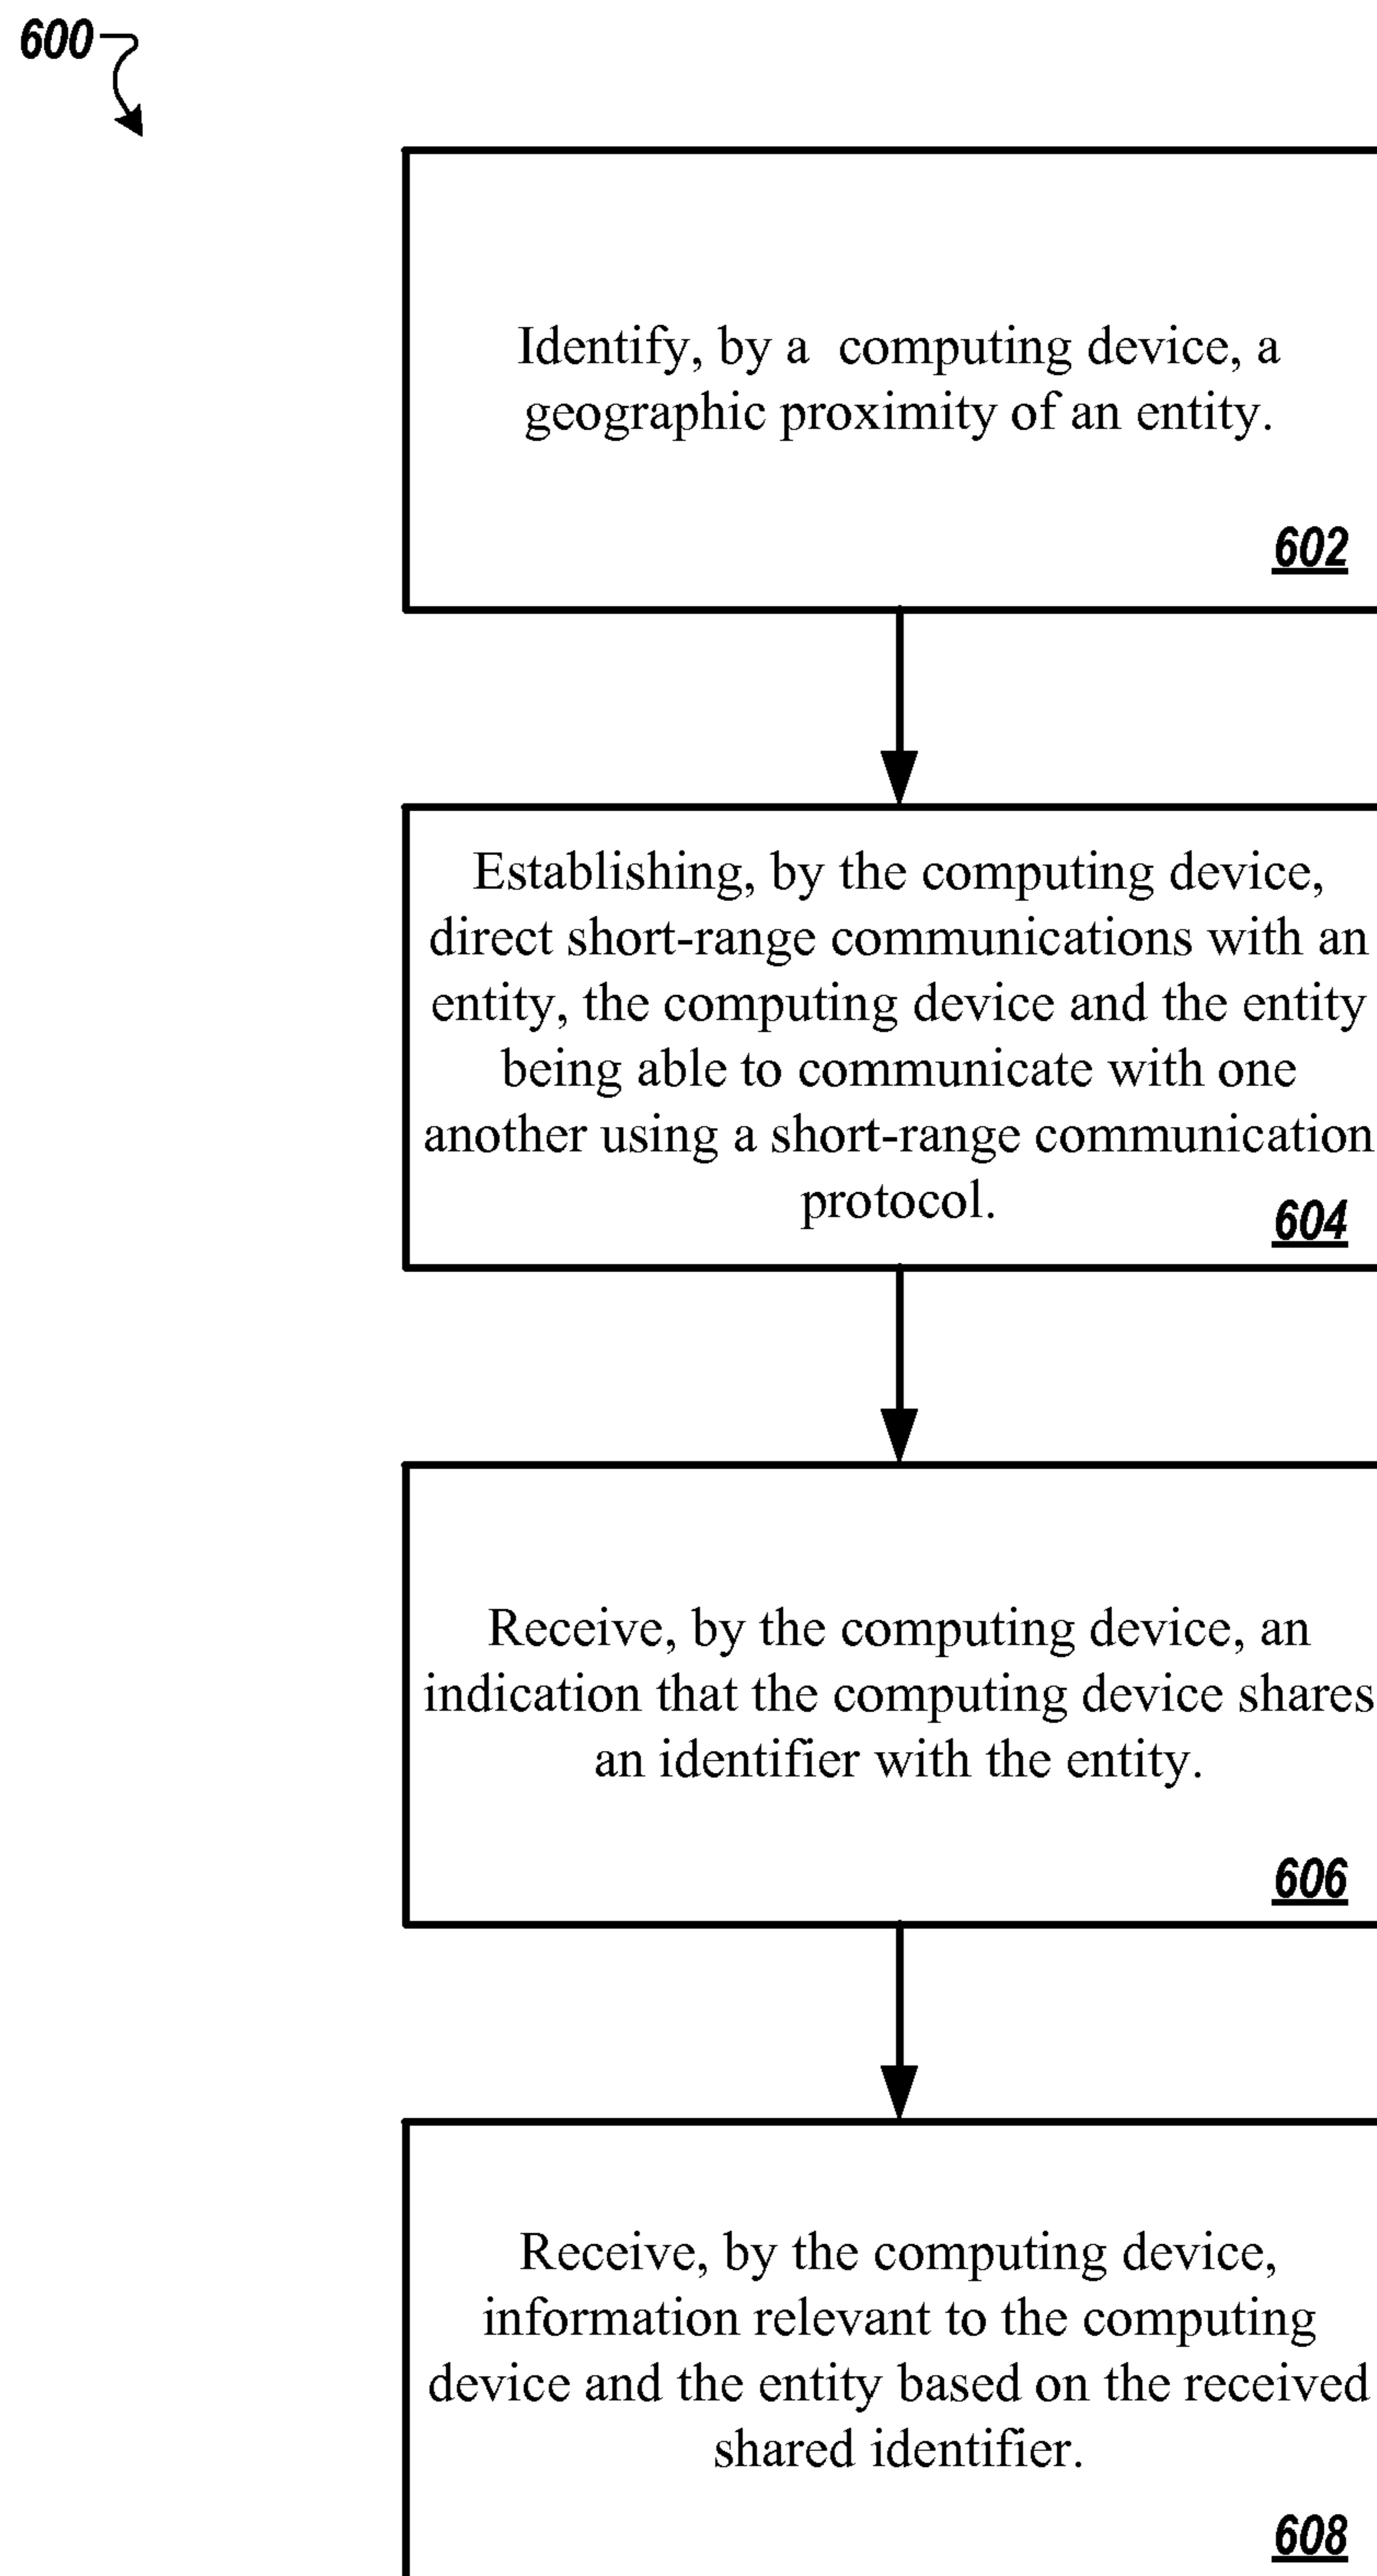 600
Identify, by a computing device, a
geographic proximity of an entity.
602
Establishing, by the computing device,
direct short-range communications with an
entity, the computing device and the entity
being able to communicate with one
another using a short-range communication
protocol.
604
Receive, by the computing device, an
indication that the computing device shares
an identifier with the entity.
606
Receive, by the computing device,
information relevant to the computing
device and the entity based on the received
shared identifier.
608